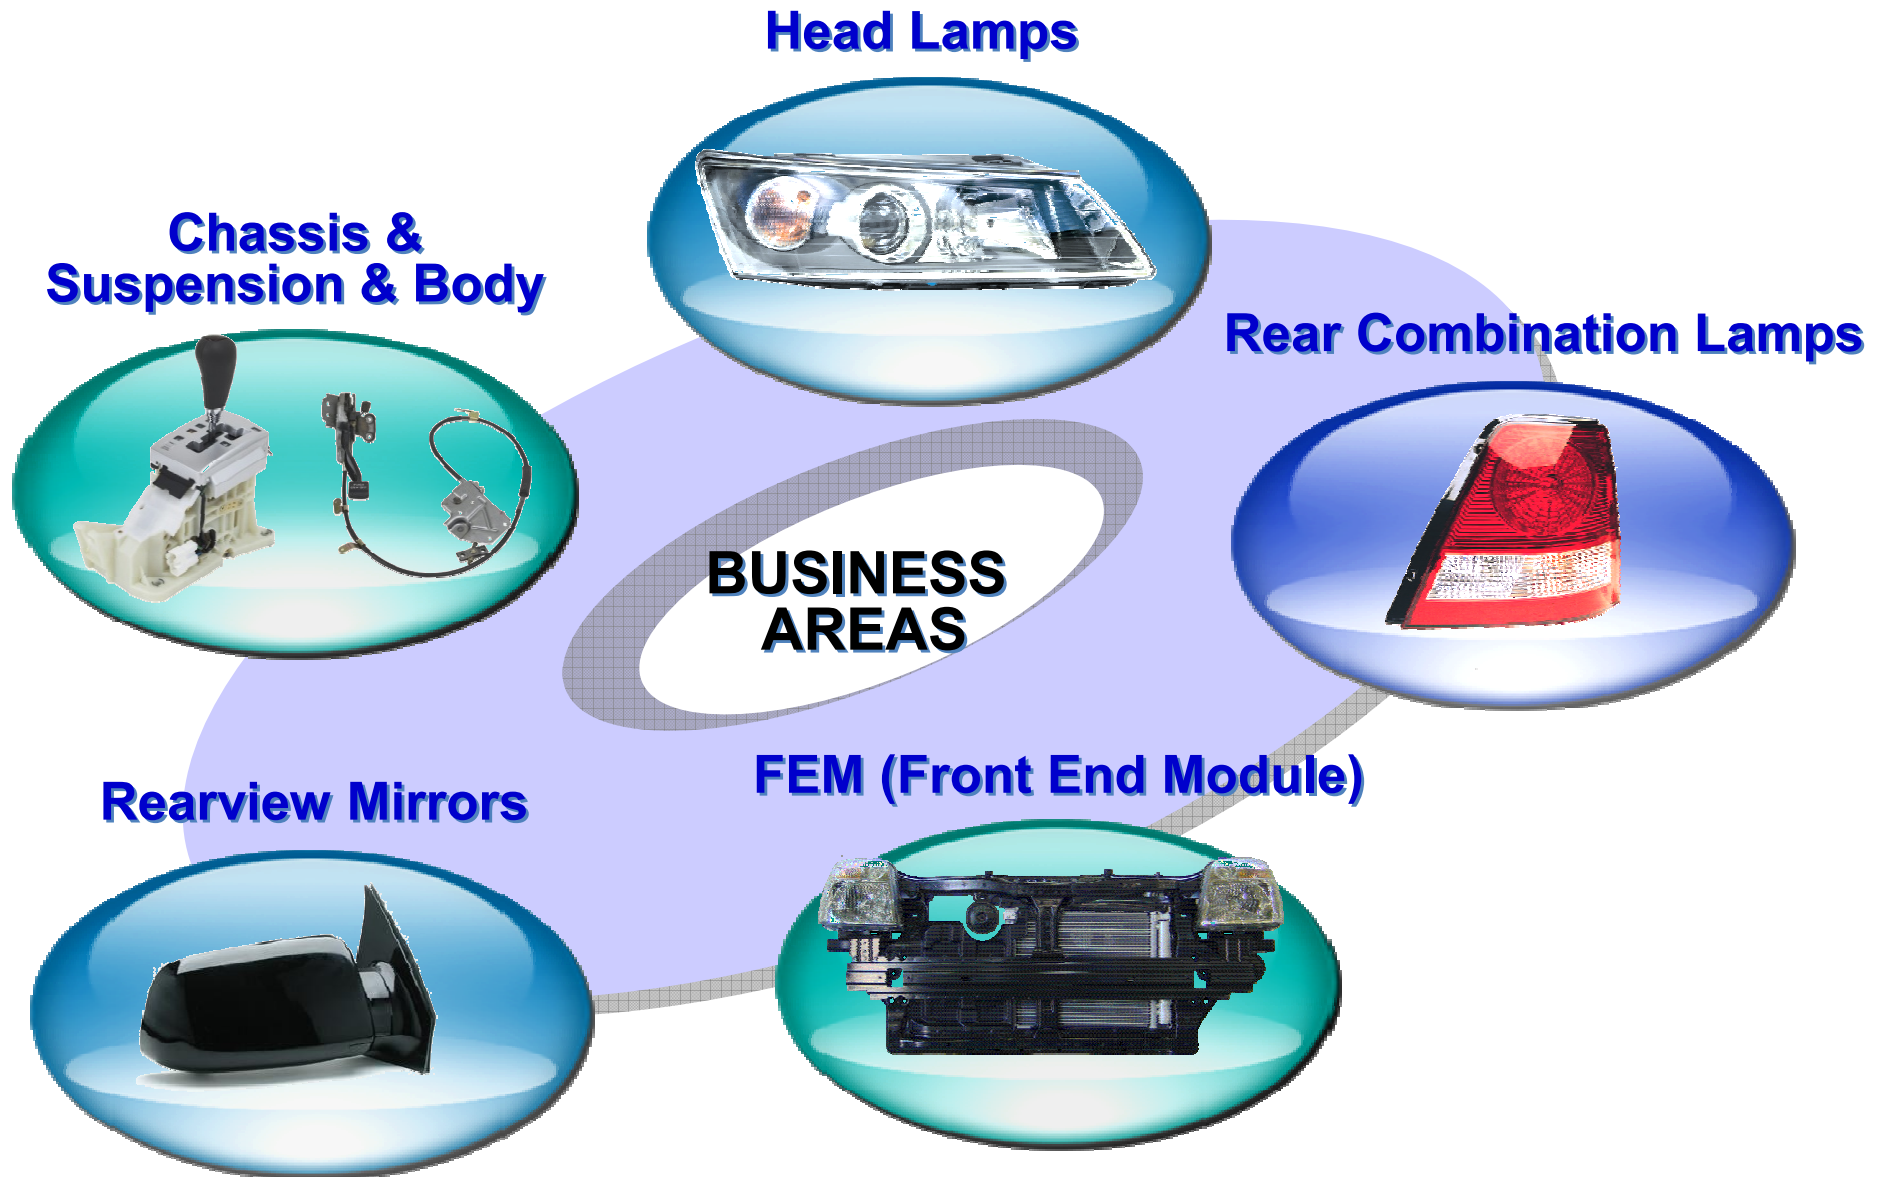 Head Lamps
Chassis &
Suspension & Body
Rear Combination Lamps
BUSINESS
AREAS
FEM (Front End Module)
Rearview Mirrors